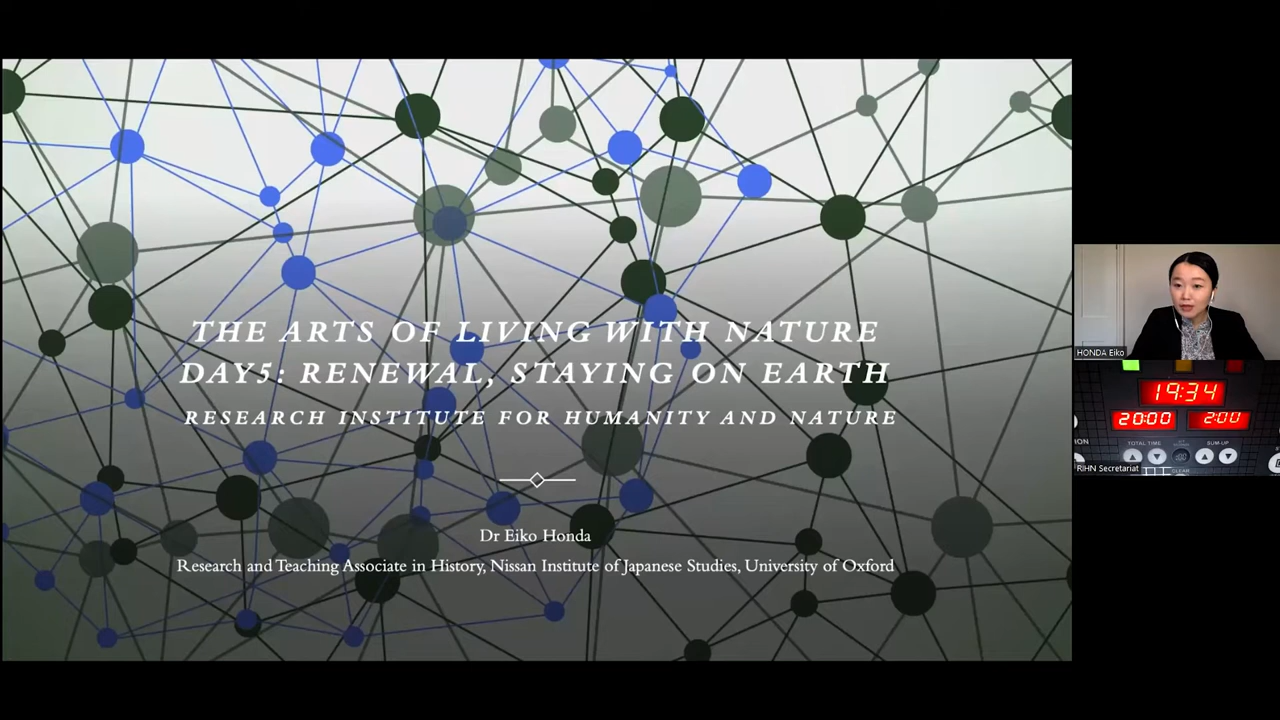 THE ARTS OF LIVING WITH NATURE
DAY5: RENEWAL, STAYING ON EARTH
RESEARCH INSTITUTE FOR HUMANITY AND NATURE
Dr Eiko Honda
Research and Teaching Associate in History, Nissan Institute of Japanese Studies, University of Oxford
HONDA Eiko
19:34
20:00 2:00
TOTAL TIME SUM-UP
CLEAR
RIHN Secretariat